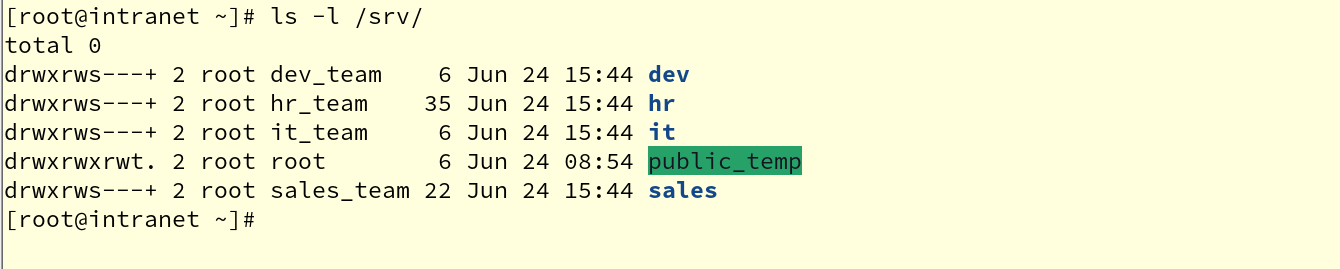 [root@intranet ~]# ls -l /srv/
total 0
drwxrws---+ 2 root dev_team    6 Jun 24 15:44 dev
drwxrws---+ 2 root hr_team    35 Jun 24 15:44 hr
drwxrws---+ 2 root it_team     6 Jun 24 15:44 it
drwxrwxrwt. 2 root root        6 Jun 24 08:54 public_temp
drwxrws---+ 2 root sales_team 22 Jun 24 15:44 sales
[root@intranet ~]#